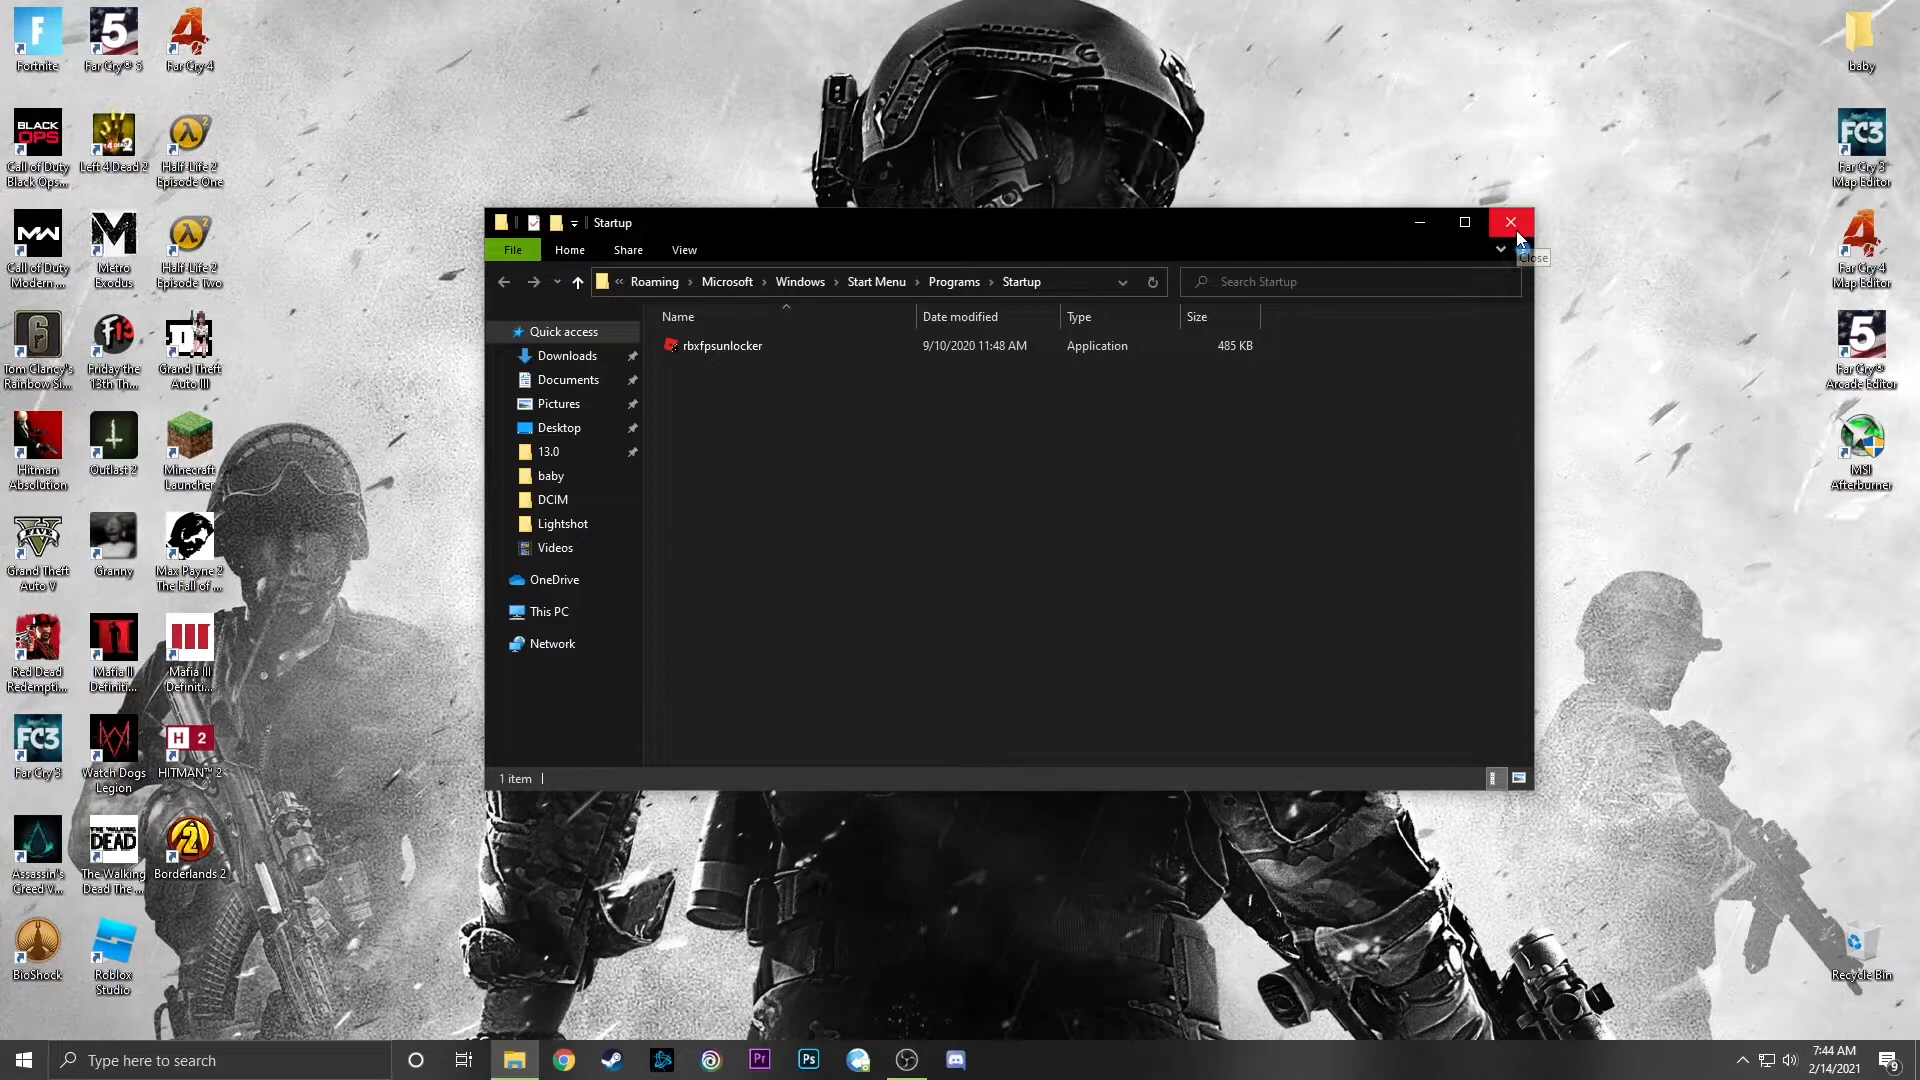 Fortnite
Far Cry® 5
Far Cry 4
Call of Duty
Black Ops...
Left 4 Dead 2
Half-Life 2
Episode One
Call of Duty
Modern ...
Metro
Exodus
Half-Life 2
Episode Two
Tom Clancy's
Rainbow Si...
Friday the
13th Th...
Grand Theft
Auto III
Hitman
Absolution
Outlast 2
Minecraft
Launcher
Grand Theft
Auto V
Granny
Max Payne 2
The Fall of ...
Red Dead
Redempti...
Mafia II
Definiti...
Mafia III
Definiti...
Far Cry 3
Watch Dogs
Legion
HITMAN™ 2
Assassin's
Creed V...
The Walking
Dead The ...
Borderlands 2
BioShock
Roblox
Studio
Startup
File Home Share View
Close
« Roaming › Microsoft › Windows › Start Menu › Programs › Startup
Search Startup
Name Date modified Type Size
rbxfpsunlocker 9/10/2020 11:48 AM Application 485 KB
Quick access
Downloads
Documents
Pictures
Desktop
13.0
baby
DCIM
Lightshot
Videos
OneDrive
This PC
Network
1 item
baby
Far Cry 3
Map Editor
Far Cry 4
Map Editor
Far Cry®
Arcade Editor
MSI
Afterburner
Recycle Bin
Type here to search
7:44 AM
2/14/2021
9